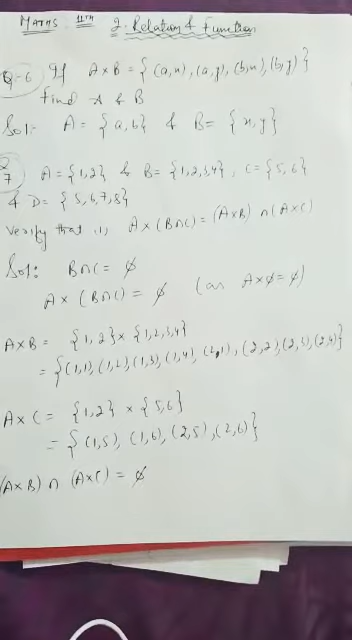 MATHS 11th 2. Relation & Function
Q-6 If A×B = {(a,x), (a,y), (b,x), (b,y)}
find A & B
Sol:- A = {a,b} & B = {x,y}
Q 7 A = {1,2} & B = {1,2,3,4}, C = {5,6}
& D = {5,6,7,8}
Verify that i) A×(B∩C) = (A×B) ∩ (A×C)
Sol: B∩C = ϕ
A×(B∩C) = ϕ (as A×ϕ = ϕ)
A×B = {1,2} × {1,2,3,4}
= {(1,1), (1,2), (1,3), (1,4), (2,1), (2,2), (2,3), (2,4)}
A×C = {1,2} × {5,6}
= {(1,5), (1,6), (2,5), (2,6)}
(A×B) ∩ (A×C) = ϕ